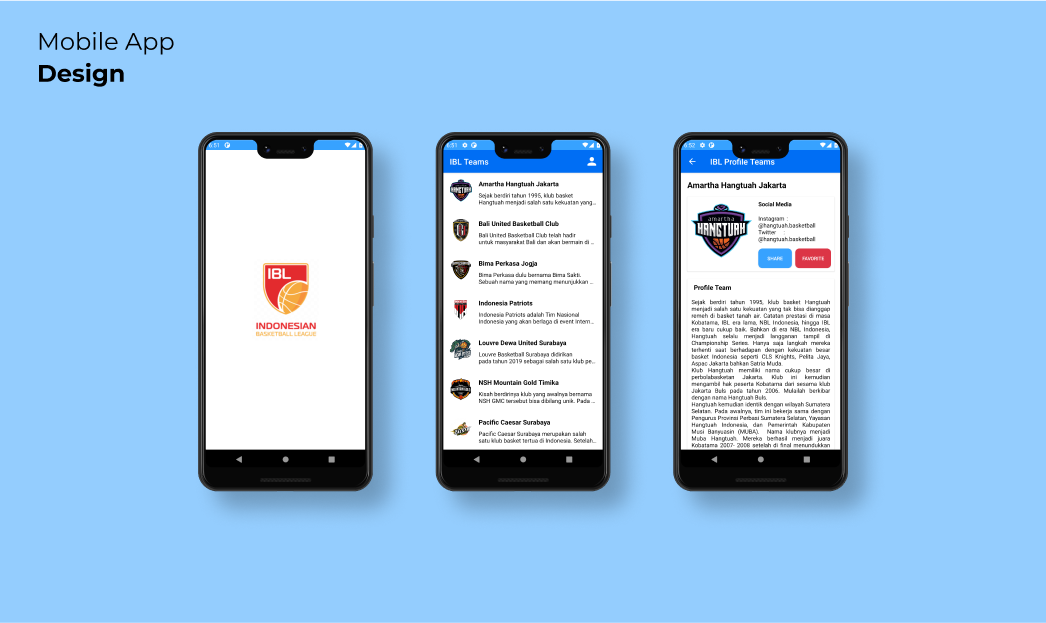 Mobile App
Design
6:51
IBL
INDONESIAN
BASKETBALL LEAGUE
6:51
IBL Teams
HANGTUAH
Amartha Hangtuah Jakarta
Sejak berdiri tahun 1995, klub basket
Hangtuah menjadi salah satu kekuatan yang...
Bali United Basketball Club
Bali United Basketball Club telah hadir
untuk masyarakat Bali dan akan bermain di ...
Bima Perkasa Jogja
Bima Perkasa dulu bernama Bima Sakti.
Sebuah nama yang memang menunjukkan ...
Indonesia Patriots
Indonesia Patriots adalah Tim Nasional
Indonesia yang akan berlaga di event Intern...
Louvre Dewa United Surabaya
Louvre Basketball Surabaya didirikan
pada tahun 2019 sebagai salah satu klub pe...
NSH Mountain Gold Timika
Kisah berdirinya klub yang awalnya bernama
NSH GMC tersebut bisa dibilang unik. Pada ...
Pacific Caesar Surabaya
Pacific Caesar Surabaya merupakan salah
satu klub basket tertua di Indonesia. Setelah...
6:52
IBL Profile Teams
Amartha Hangtuah Jakarta
amartha
HANGTUAH
Social Media
Instagram :
@hangtuah.basketball
Twitter :
@hangtuah.basketball
SHARE
FAVORITE
Profile Team
Sejak berdiri tahun 1995, klub basket Hangtuah
menjadi salah satu kekuatan yang tak bisa dianggap
remeh di basket tanah air. Catatan prestasi di masa
Kobatama, IBL era lama, NBL Indonesia, hingga IBL
era baru cukup baik. Bahkan di era NBL Indonesia,
Hangtuah selalu menjadi langganan tampil di
Championship Series. Hanya saja langkah mereka
terhenti saat berhadapan dengan kekuatan besar
basket Indonesia seperti CLS Knights, Pelita Jaya,
Aspac Jakarta bahkan Satria Muda.
Klub Hangtuah memiliki nama cukup besar di
perbolabasketan Jakarta. Klub ini kemudian
mengambil hak peserta Kobatama dari sesama klub
Jakarta Buls pada tahun 2006. Mulailah berkibar
dengan nama Hangtuah Buls.
Hangtuah kemudian identik dengan wilayah Sumatera
Selatan. Pada awalnya, tim ini bekerja sama dengan
Pengurus Provinsi Perbasi Sumatera Selatan, Yayasan
Hangtuah Indonesia, dan Pemerintah Kabupaten
Musi Banyuasin (MUBA). Nama klubnya menjadi
Muba Hangtuah. Mereka berhasil menjadi juara
Kobatama 2007- 2008 setelah di final menundukkan